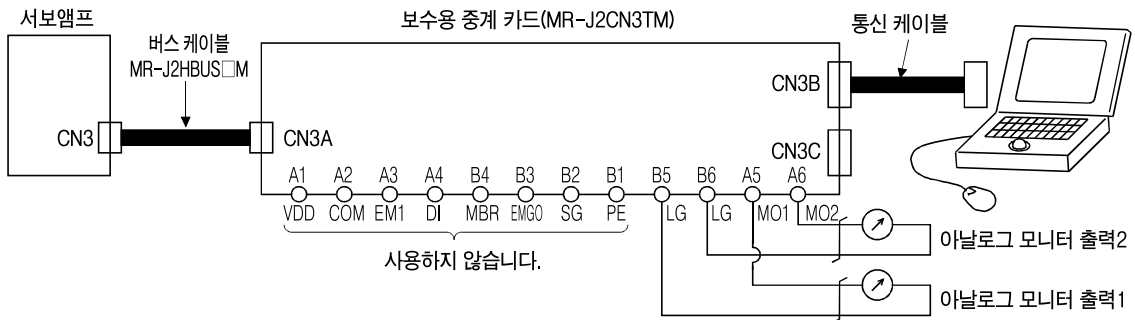 서보앰프
보수용 중계 카드(MR-J2CN3TM)
통신 케이블
버스 케이블
MR-J2HBUS□M
CN3B
CN3
CN3A
CN3C
A1 A2 A3 A4 B4 B3 B2 B1 B5 B6 A5 A6
VDD COM EM1 DI MBR EMGO SG PE LG LG MO1 MO2
사용하지 않습니다.
아날로그 모니터 출력2
아날로그 모니터 출력1